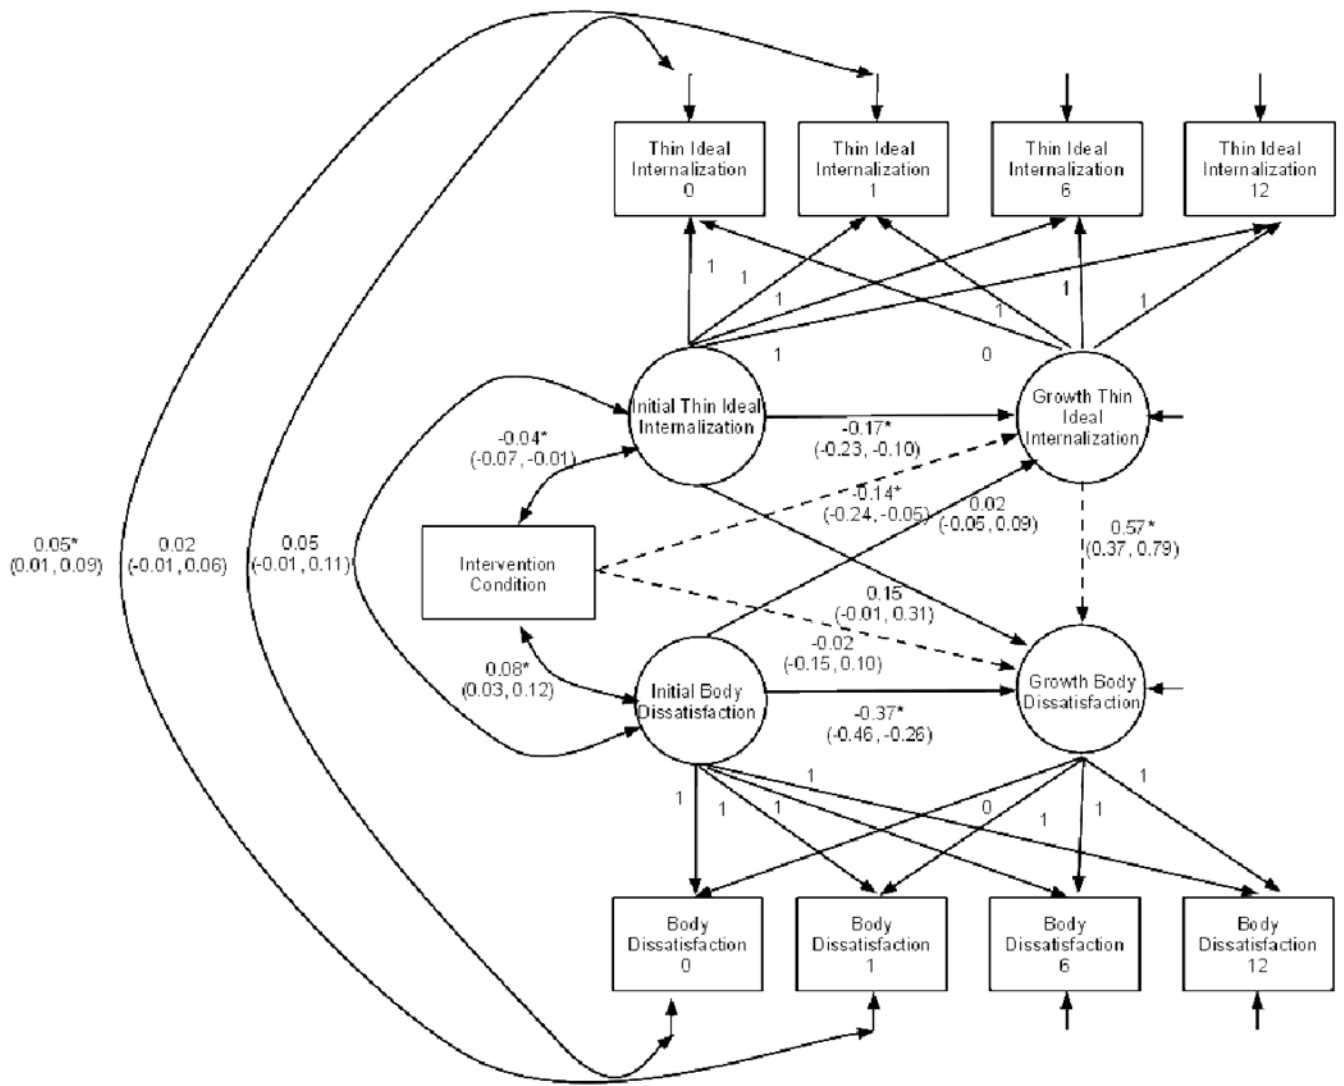 Thin Ideal
Internalization
0
Thin Ideal
Internalization
1
Thin Ideal
Internalization
6
Thin Ideal
Internalization
12
1
1
1
1
1
1
1
0
Initial Thin Ideal
Internalization
Growth Thin
Ideal
Internalization
-0.17*
(-0.23, -0.10)
-0.04*
(-0.07, -0.01)
-0.14*
(-0.24, -0.05)
0.02
(-0.05, 0.09)
0.57*
(0.37, 0.79)
0.05*
(0.01, 0.09)
0.02
(-0.01, 0.06)
0.05
(-0.01, 0.11)
Intervention
Condition
0.15
(-0.01, 0.31)
-0.02
(-0.15, 0.10)
0.08*
(0.03, 0.12)
Initial Body
Dissatisfaction
Growth Body
Dissatisfaction
-0.37*
(-0.46, -0.26)
1
1
1
1
0
1
1
1
Body
Dissatisfaction
0
Body
Dissatisfaction
1
Body
Dissatisfaction
6
Body
Dissatisfaction
12